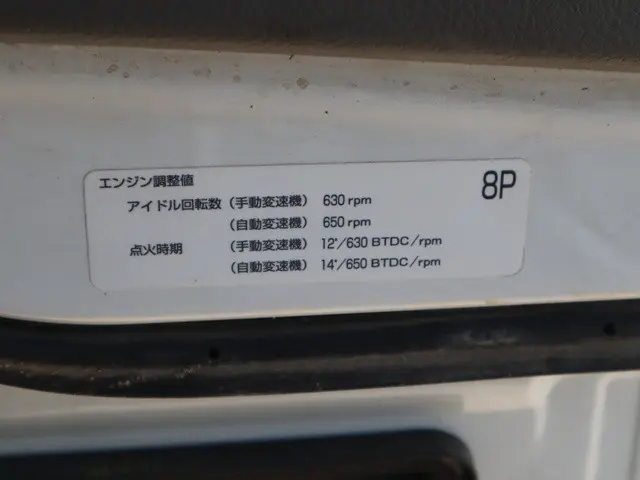 エンジン調整値 8P
アイドル回転数 (手動変速機) 630 rpm
(自動変速機) 650 rpm
点火時期 (手動変速機) 12°/630 BTDC/rpm
(自動変速機) 14°/650 BTDC/rpm